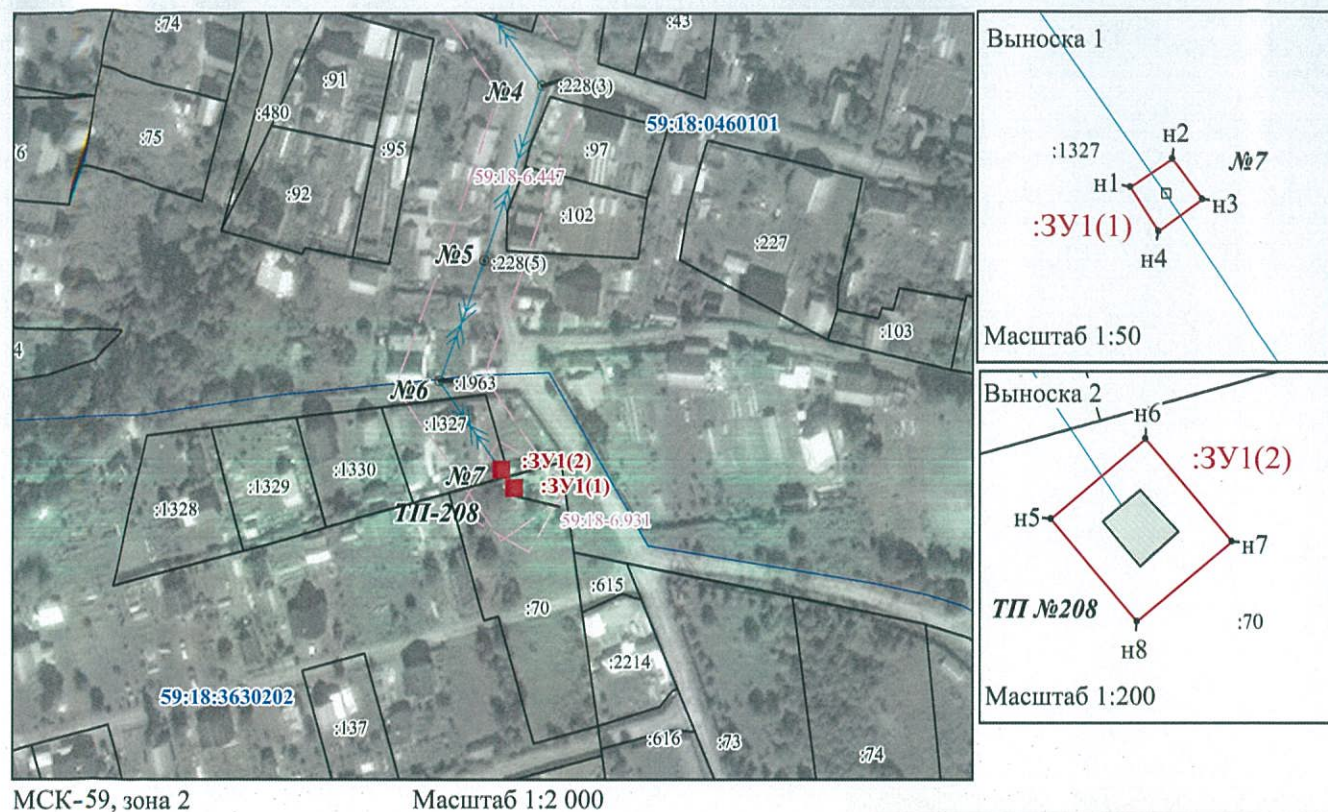 :74
:43
:91
№4
:228(3)
:480
:75
:95
59:18:0460101
:97
6
59:18-6.447
:92
:102
:227
№5
:228(5)
:103
4
№6
:1963
:1327
№7
:ЗУ1(2)
:1330
:1329
:ЗУ1(1)
:1328
ТП-208
59:18-6.931
:615
:70
:2214
59:18:3630202
:137
:616
:73
:74
МСК-59, зона 2
Масштаб 1:2 000
Выноска 1
н2
:1327
№7
н1
н3
:ЗУ1(1)
н4
Масштаб 1:50
Выноска 2
н6
:ЗУ1(2)
н5
н7
ТП №208
:70
н8
Масштаб 1:200